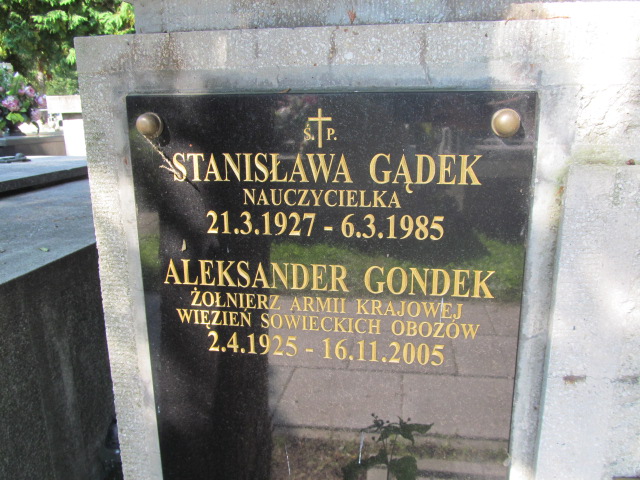 Ś. P.
STANISŁAWA GĄDEK
NAUCZYCIELKA
21.3.1927 - 6.3.1985
ALEKSANDER GONDEK
ŻOŁNIERZ ARMII KRAJOWEJ
WIĘZIEŃ SOWIECKICH OBOZÓW
2.4.1925 - 16.11.2005